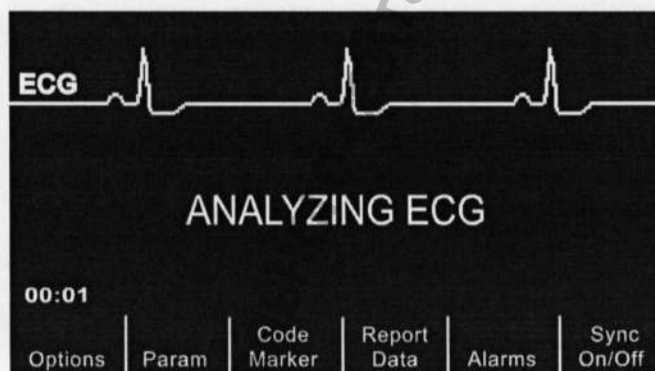 ECG
ANALYZING ECG
00:01
Options
Param
Code
Marker
Report
Data
Alarms
Sync
On/Off